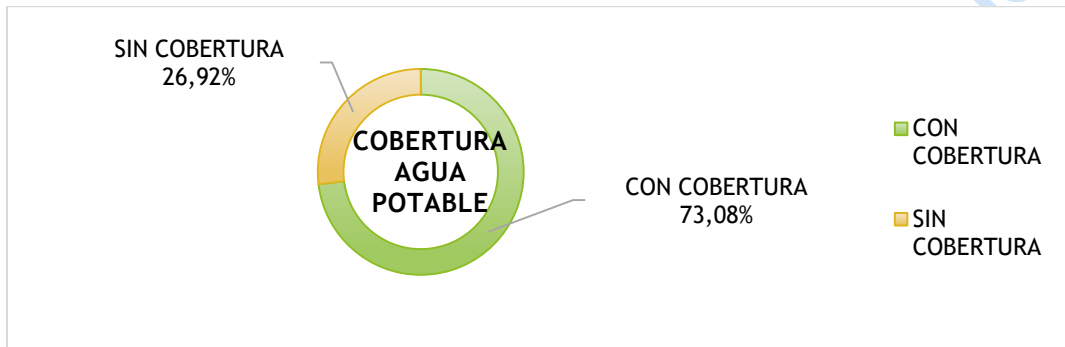 SIN COBERTURA
26,92%
COBERTURA
AGUA
POTABLE
CON COBERTURA
73,08%
CON
COBERTURA
SIN
COBERTURA